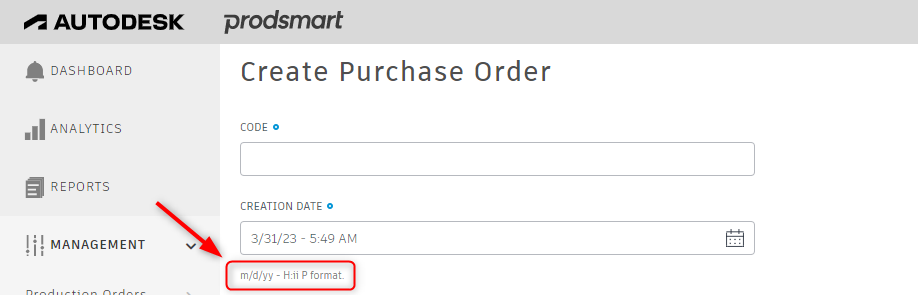 AUTODESK prodsmart
DASHBOARD
ANALYTICS
REPORTS
MANAGEMENT
Production Orders
Create Purchase Order
CODE
CREATION DATE
3/31/23 - 5:49 AM
m/d/yy - H:ii P format.